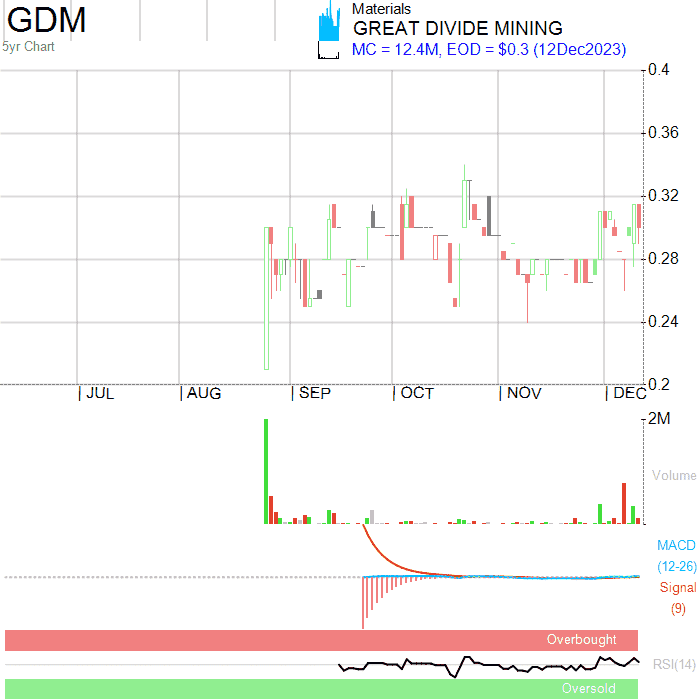 GDM
Materials
GREAT DIVIDE MINING
5yr Chart
MC = 12.4M, EOD = $0.3 (12Dec2023)
0.4
0.36
0.32
0.28
0.24
0.2
JUL
AUG
SEP
OCT
NOV
DEC
2M
Volume
MACD
(12-26)
Signal
(9)
Overbought
RSI(14)
Oversold